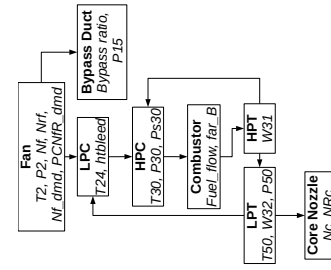 Fan
T2, P2, Nf, Nrf,
Nf_dmd, PCNfR_dmd
Bypass Duct
Bypass ratio,
P15
LPC
T24, htbleed
HPC
T30, P30, Ps30
Combustor
Fuel_flow, far_B
HPT
W31
LPT
T50, W32, P50
Core Nozzle
Nc, NRc